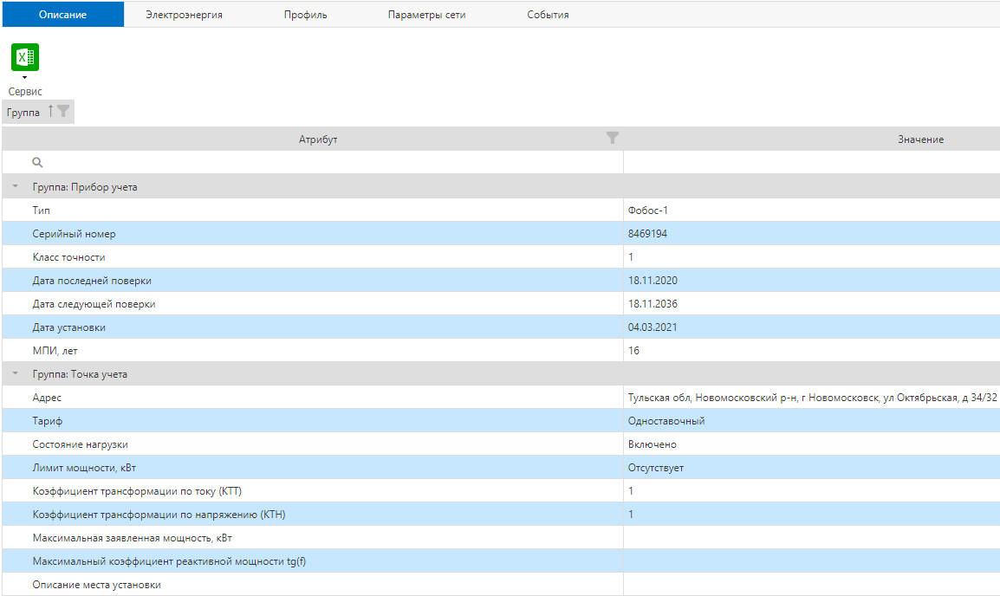 Описание Электроэнергия Профиль Параметры сети События
Сервис
Группа ↑
Атрибут Значение
Группа: Прибор учета
Тип Фобос-1
Серийный номер 8469194
Класс точности 1
Дата последней поверки 18.11.2020
Дата следующей поверки 18.11.2036
Дата установки 04.03.2021
МПИ, лет 16
Группа: Точка учета
Адрес Тульская обл, Новомосковский р-н, г Новомосковск, ул Октябрьская, д 34/32
Тариф Одноставочный
Состояние нагрузки Включено
Лимит мощности, кВт Отсутствует
Коэффициент трансформации по току (КТТ) 1
Коэффициент трансформации по напряжению (КТН) 1
Максимальная заявленная мощность, кВт
Максимальный коэффициент реактивной мощности tg(f)
Описание места установки